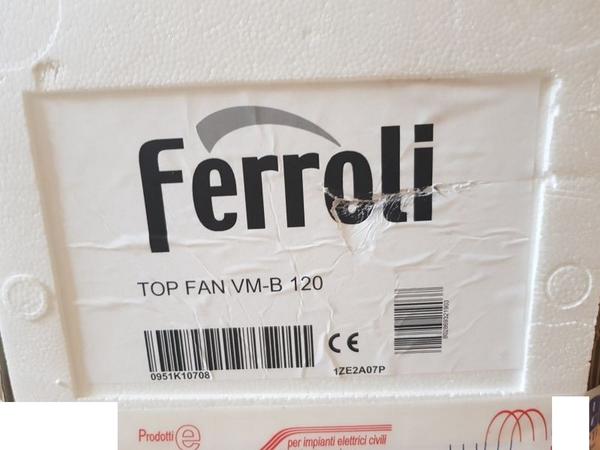 Ferroli
TOP FAN VM-B 120
0951K10708
CE
1ZE2A07P
Prodotti e
per impianti elettrici civili